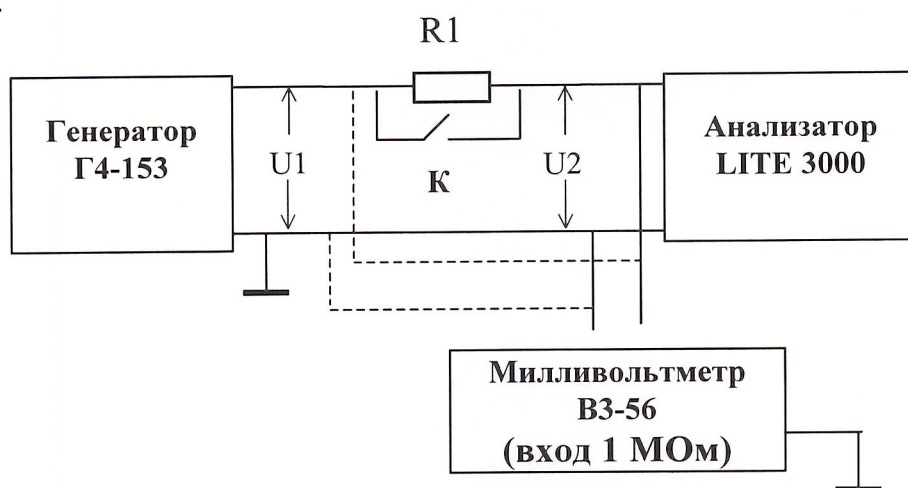 R1
Генератор
Г4-153
U1
К
U2
Анализатор
LITE 3000
Милливольтметр
В3-56
(вход 1 МОм)